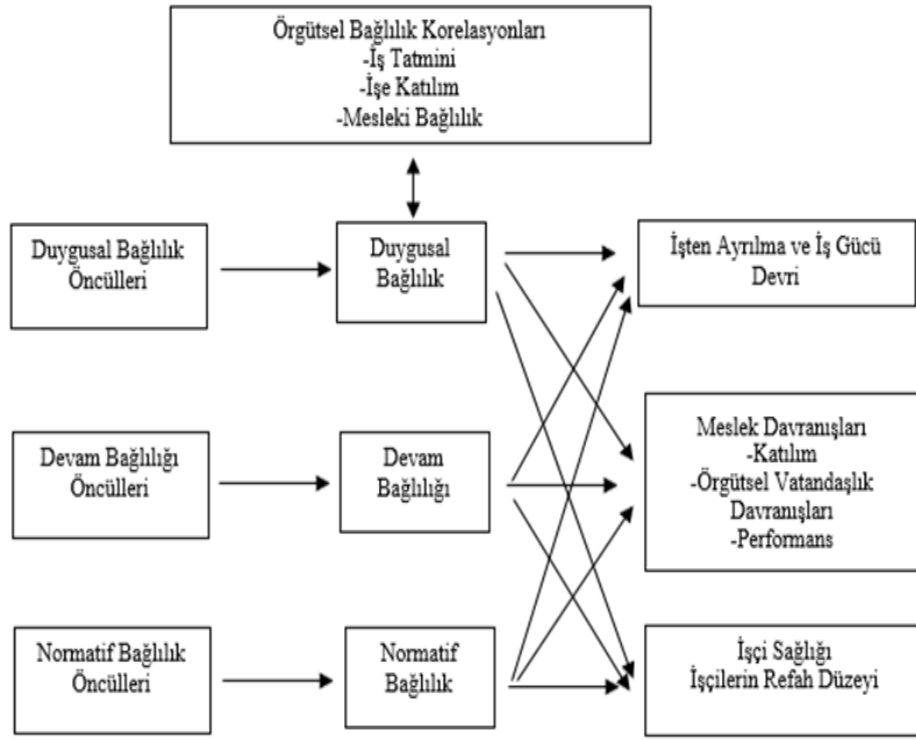 Örgütsel Bağlılık Korelasyonları
-İş Tatmini
-İşe Katılım
-Mesleki Bağlılık
Duygusal Bağlılık
Öncülleri
Duygusal
Bağlılık
İşten Ayrılma ve İş Gücü
Devri
Devam Bağlılığı
Öncülleri
Devam
Bağlılığı
Meslek Davranışları
-Katılım
-Örgütsel Vatandaşlık
Davranışları
-Performans
Normatif Bağlılık
Öncülleri
Normatif
Bağlılık
İşçi Sağlığı
İşçilerin Refah Düzeyi